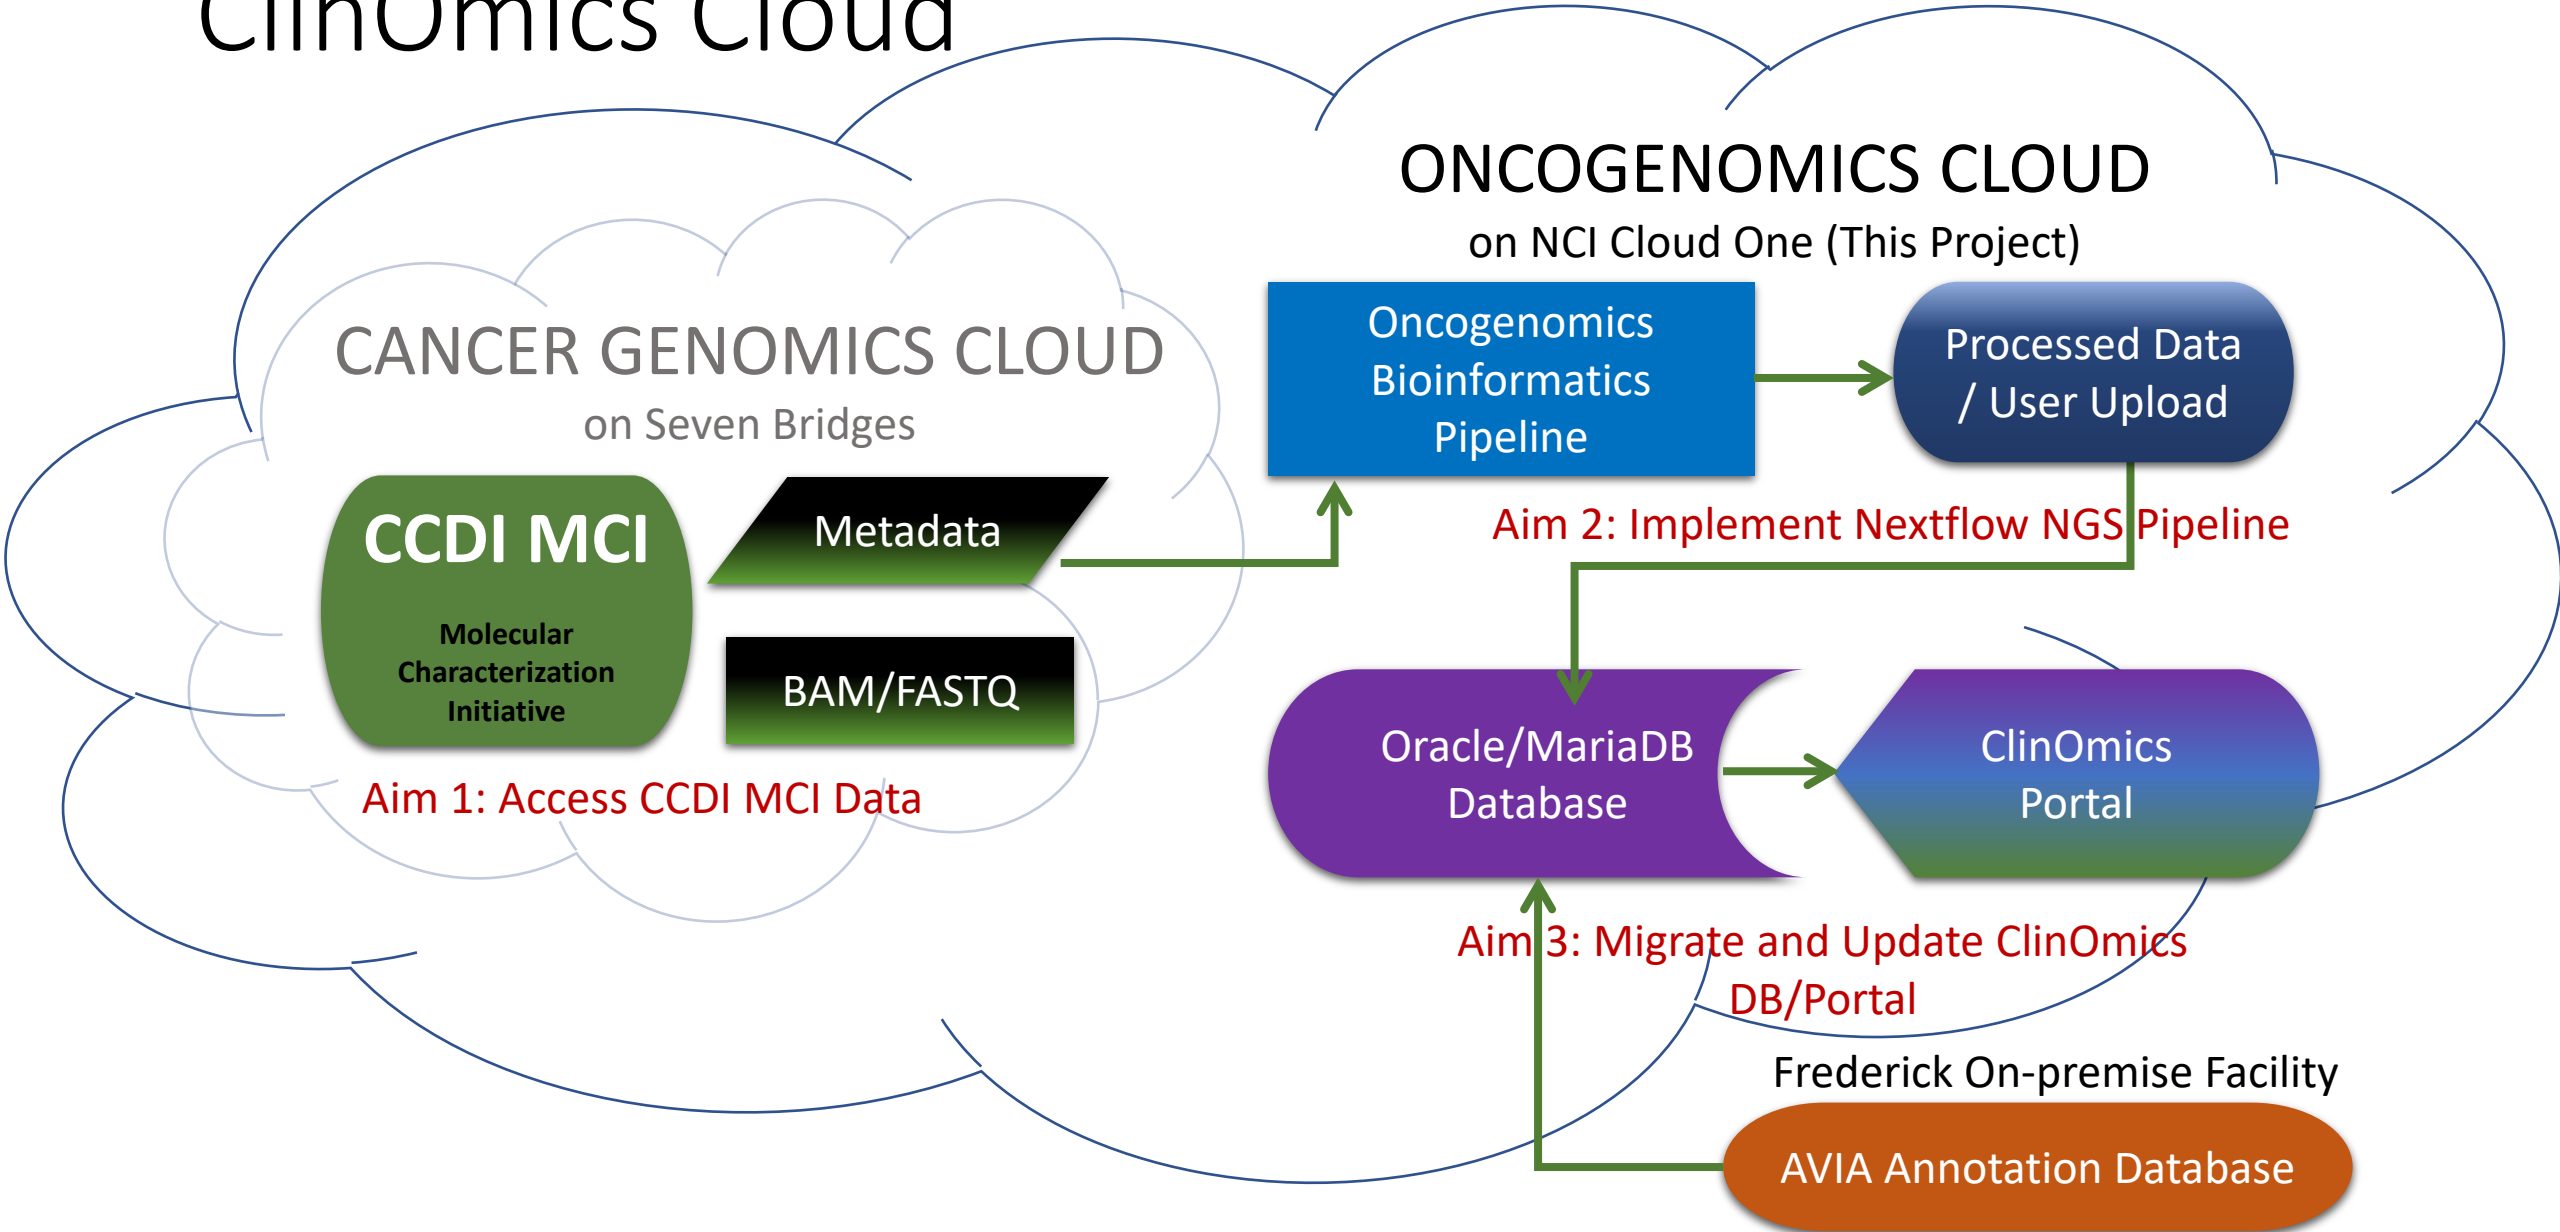 ClinOmics Cloud
ONCOGENOMICS CLOUD
on NCI Cloud One (This Project)
CANCER GENOMICS CLOUD
on Seven Bridges
CCDI MCI
Molecular
Characterization
Initiative
Metadata
BAM/FASTQ
Aim 1: Access CCDI MCI Data
Oncogenomics
Bioinformatics
Pipeline
Processed Data
/ User Upload
Aim 2: Implement Nextflow NGS Pipeline
Oracle/MariaDB
Database
ClinOmics
Portal
Aim 3: Migrate and Update ClinOmics
DB/Portal
Frederick On-premise Facility
AVIA Annotation Database